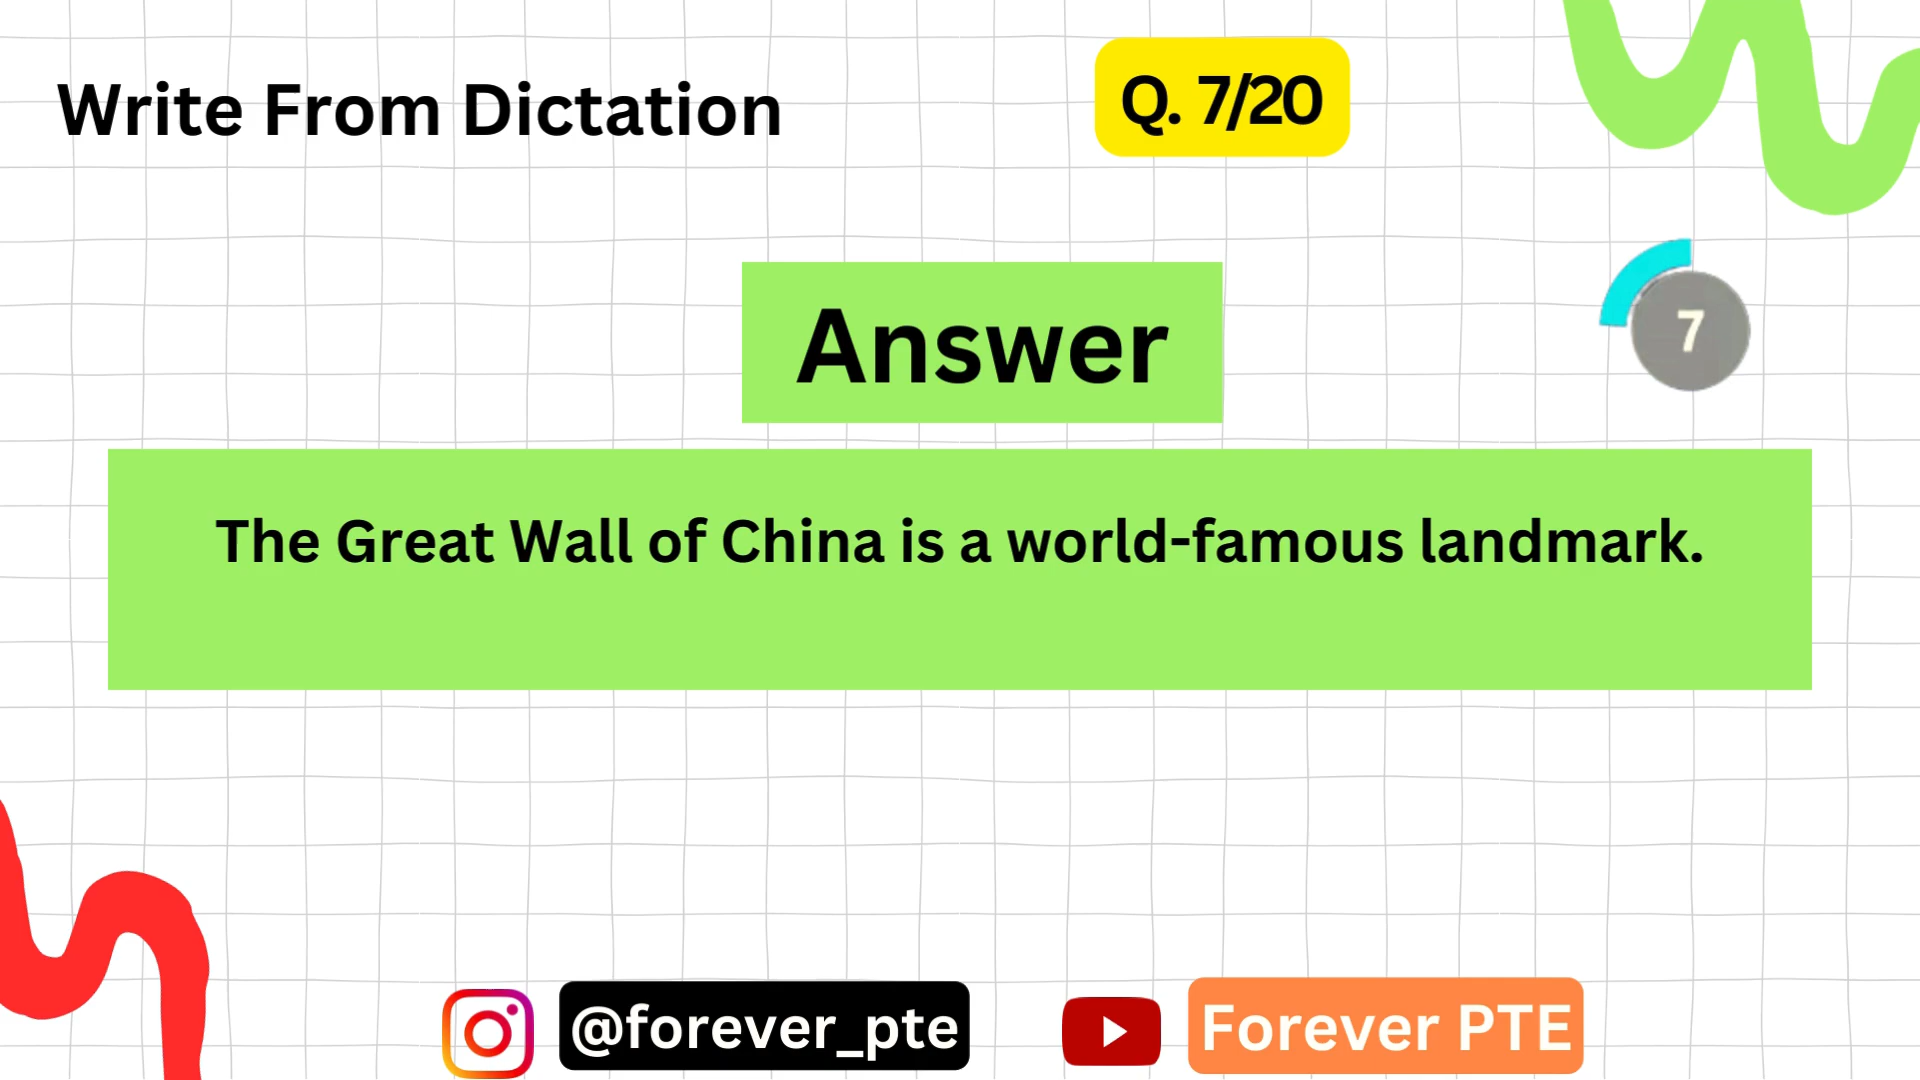 Write From Dictation
Q. 7/20
Answer
7
The Great Wall of China is a world-famous landmark.
@forever_pte
Forever PTE